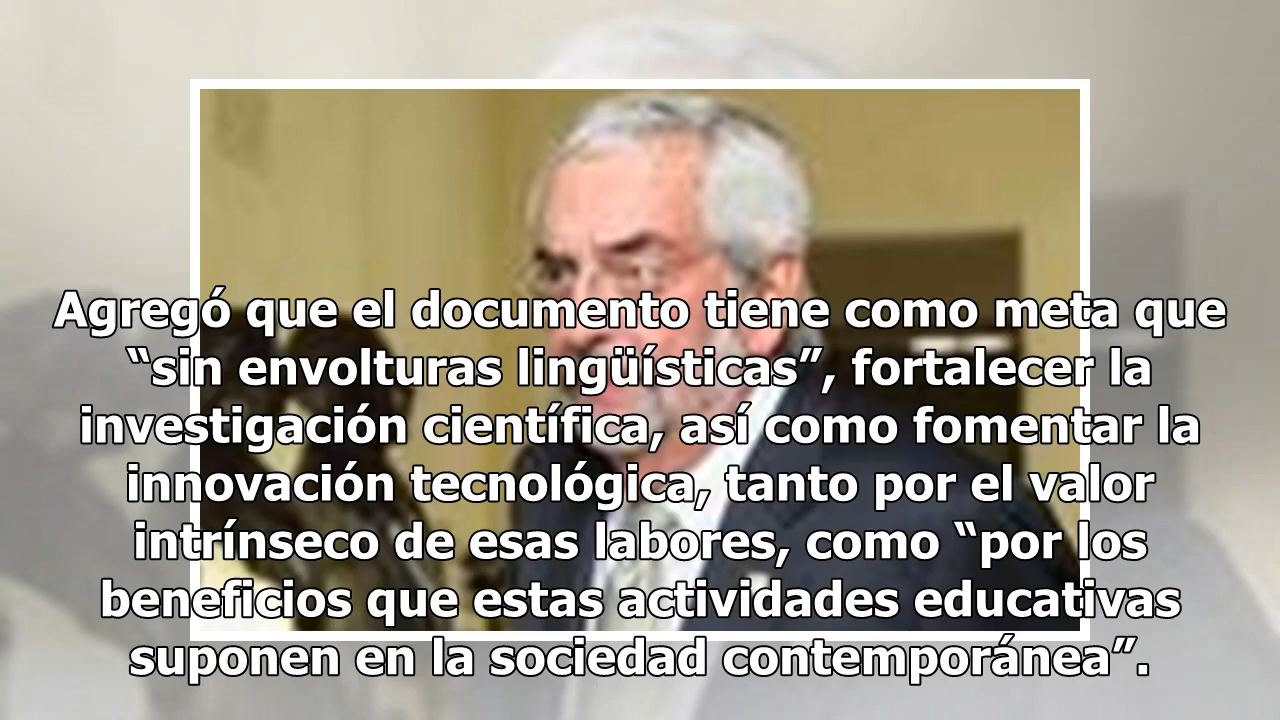 Agregó que el documento tiene como meta que
“sin envolturas lingüísticas”, fortalecer la
investigación científica, así como fomentar la
innovación tecnológica, tanto por el valor
intrínseco de esas labores, como “por los
beneficios que estas actividades educativas
suponen en la sociedad contemporánea”.